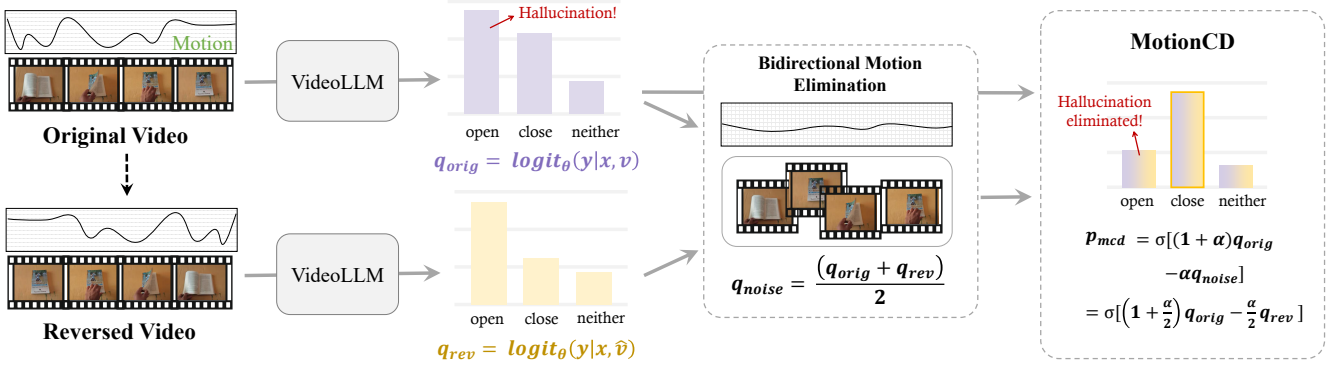 Motion
Original Video
VideoLLM
Hallucination!
open close neither
q_orig = logit_θ(y|x, v)
Reversed Video
VideoLLM
open close neither
q_rev = logit_θ(y|x, v̂)
Bidirectional Motion
Elimination
q_noise = (q_orig + q_rev) / 2
MotionCD
Hallucination
eliminated!
open close neither
p_mcd = σ[(1 + α)q_orig
−αq_noise]
= σ[(1 + α/2) q_orig − α/2 q_rev ]